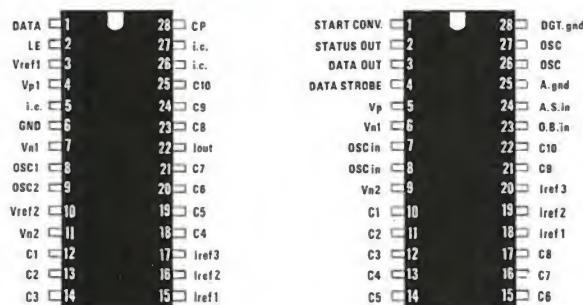 DATA 1 28 CP
LE 2 27 i.c.
Vref1 3 26 i.c.
Vp1 4 25 C10
i.c. 5 24 C9
GND 6 23 C8
Vn1 7 22 Iout
OSC1 8 21 C7
OSC2 9 20 C6
Vref2 10 19 C5
Vn2 11 18 C4
C1 12 17 Iref3
C2 13 16 Iref2
C3 14 15 Iref1
START CONV. 1 28 DGT.gnd
STATUS OUT 2 27 OSC
DATA OUT 3 26 OSC
DATA STROBE 4 25 A.gnd
Vp 5 24 A.S.in
Vn1 6 23 O.B.in
OSCin 7 22 C10
OSCin 8 21 C9
Vn2 9 20 Iref3
C1 10 19 Iref2
C2 11 18 Iref1
C3 12 17 C8
C4 13 16 C7
C5 14 15 C6